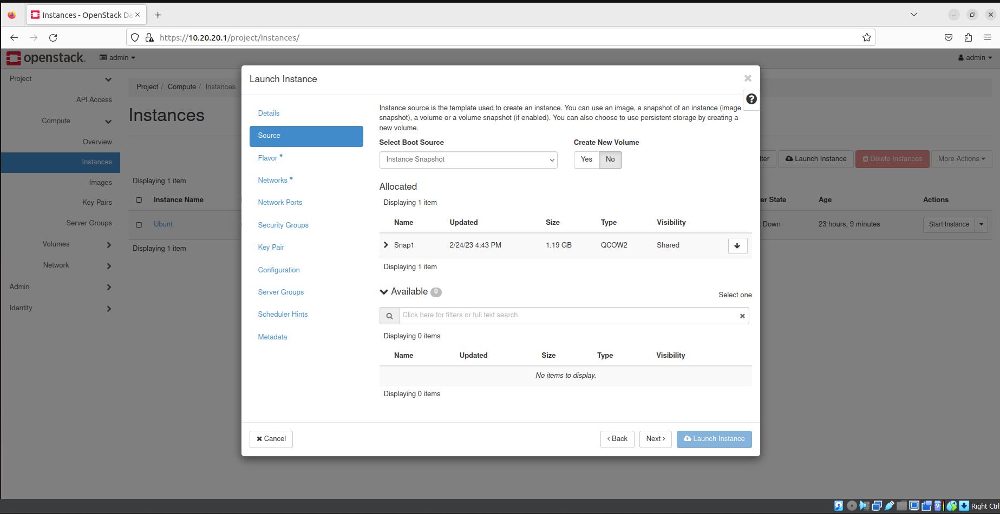 Instances - OpenStack Da
https://10.20.20.1/project/instances/
openstack.
admin
admin
Project
API Access
Compute
Overview
Instances
Images
Key Pairs
Server Groups
Volumes
Network
Admin
Identity
Project / Compute / Instances
Instances
lter
Launch Instance
Delete Instances
More Actions
Displaying 1 item
Instance Name
er State
Age
Actions
Ubunt
Down
23 hours, 9 minutes
Start Instance
Displaying 1 item
Launch Instance
Details
Source
Flavor *
Networks *
Network Ports
Security Groups
Key Pair
Configuration
Server Groups
Scheduler Hints
Metadata
Instance source is the template used to create an instance. You can use an image, a snapshot of an instance (image
snapshot), a volume or a volume snapshot (if enabled). You can also choose to use persistent storage by creating a
new volume.
Select Boot Source
Create New Volume
Instance Snapshot
Yes No
Allocated
Displaying 1 item
Name Updated Size Type Visibility
Snap1 2/24/23 4:43 PM 1.19 GB QCOW2 Shared
Displaying 1 item
Available 0
Select one
Click here for filters or full text search.
Displaying 0 items
Name Updated Size Type Visibility
No items to display.
Displaying 0 items
Cancel
< Back
Next >
Launch Instance
Right Ctrl